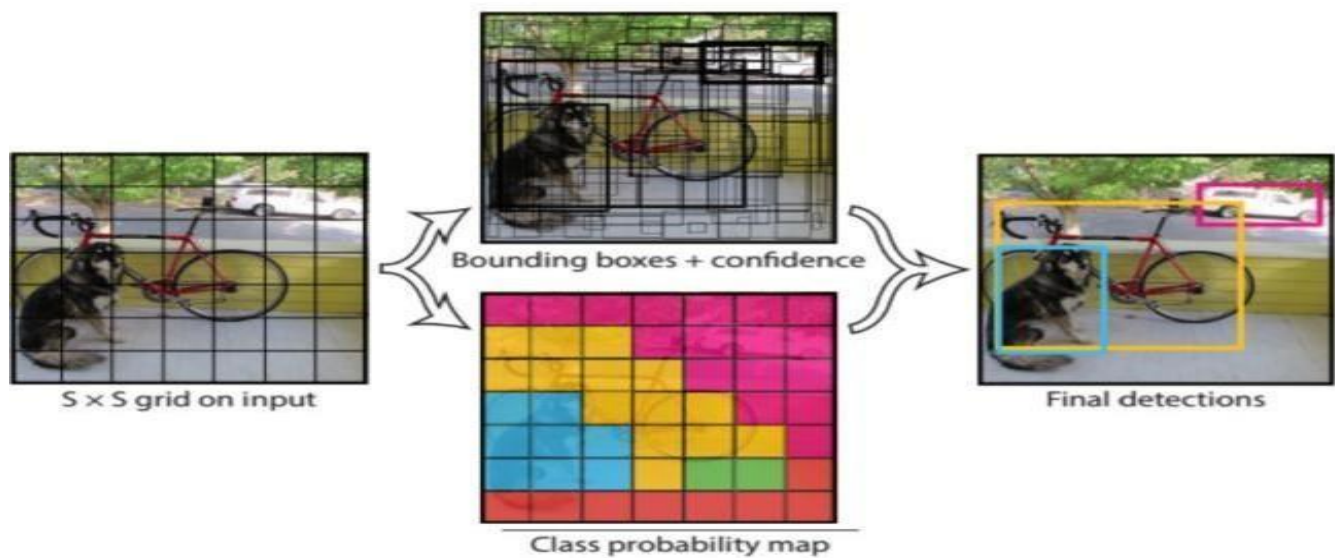 S × S grid on input
Bounding boxes + confidence
Class probability map
Final detections